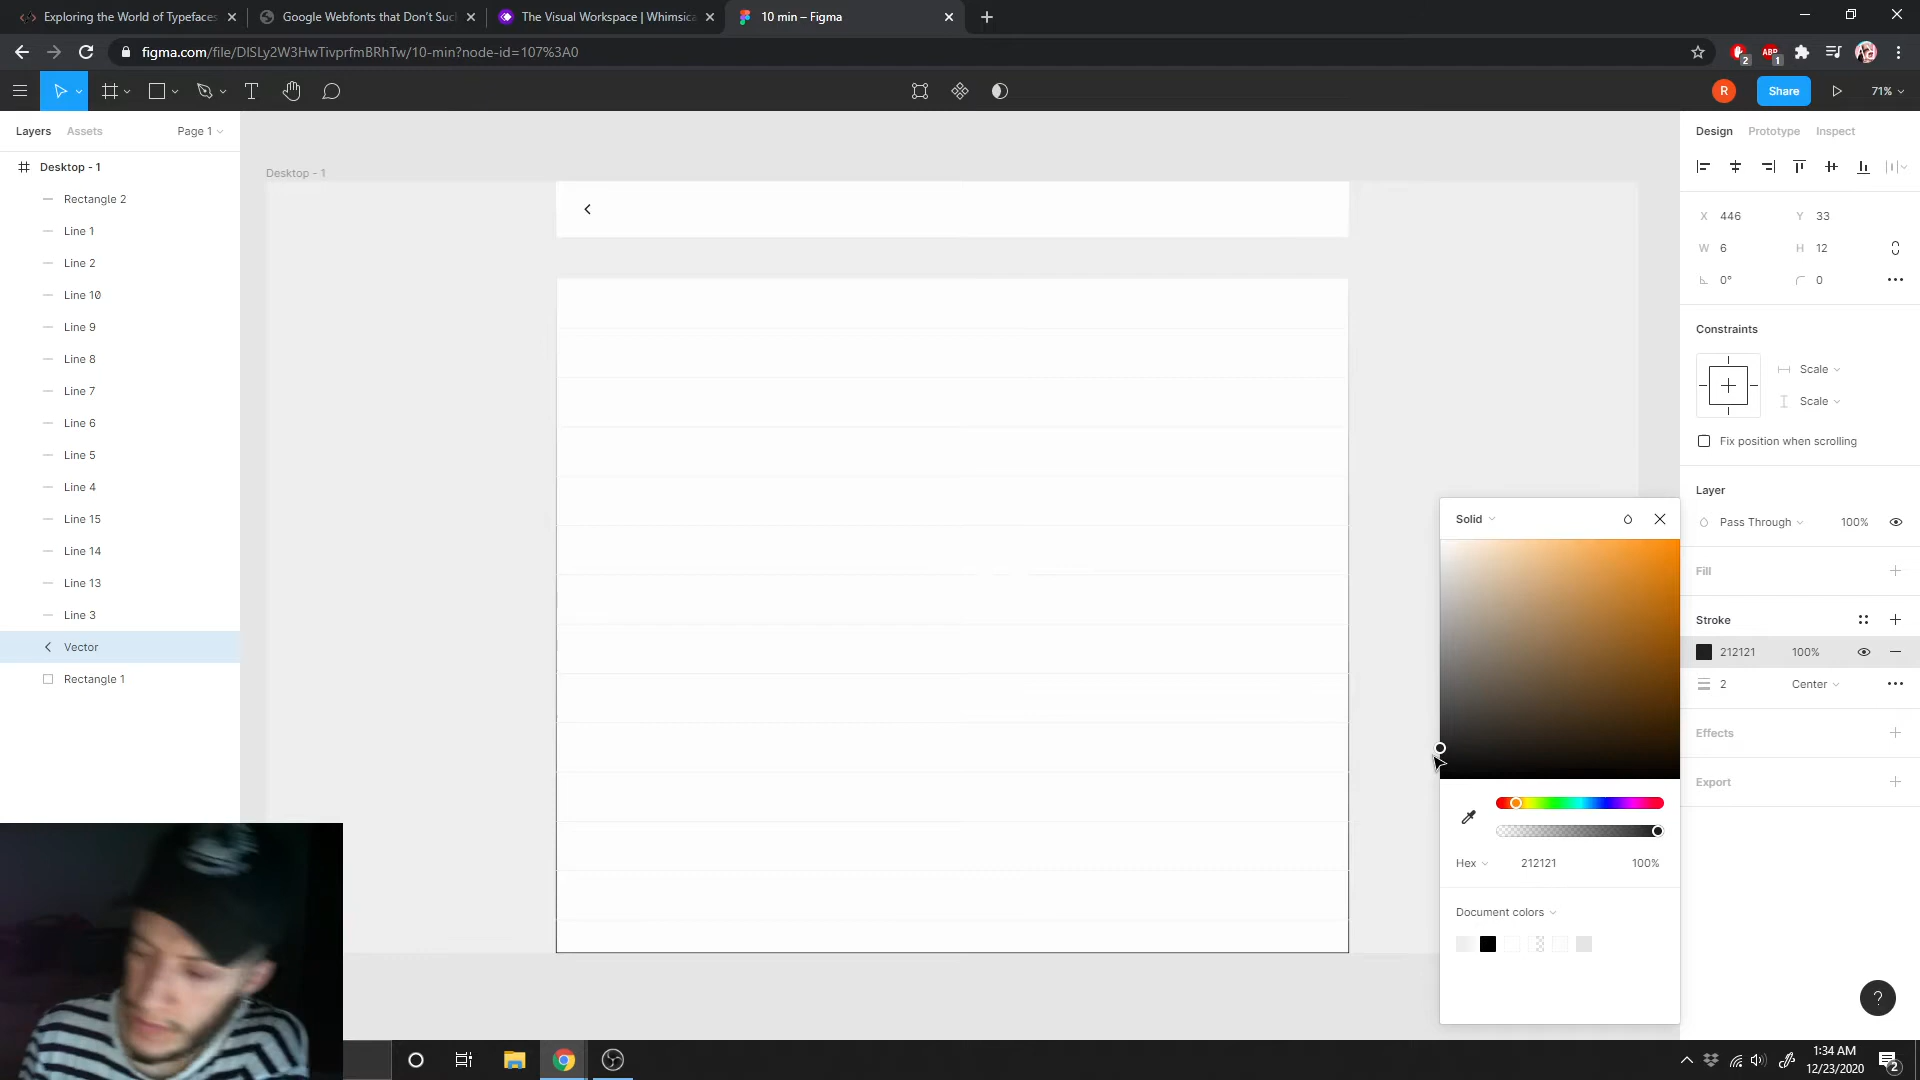 Exploring the World of Typefaces
Google Webfonts that Don't Suc
The Visual Workspace | Whimsica
10 min – Figma
figma.com/file/DlSLy2W3HwTivprfmBRhTw/10-min?node-id=107%3A0
2
ABP
1
R
Share
71%
Layers
Assets
Page 1
Design
Prototype
Inspect
Desktop - 1
Rectangle 2
Line 1
Line 2
Line 10
Line 9
Line 8
Line 7
Line 6
Line 5
Line 4
Line 15
Line 14
Line 13
Line 3
Vector
Rectangle 1
Desktop - 1
X 446 Y 33
W 6 H 12
0° 0
Constraints
Scale
Scale
Fix position when scrolling
Layer
Pass Through 100%
Fill
Stroke
212121 100%
2 Center
Effects
Export
Solid
Hex 212121 100%
Document colors
?
1:34 AM
12/23/2020
2